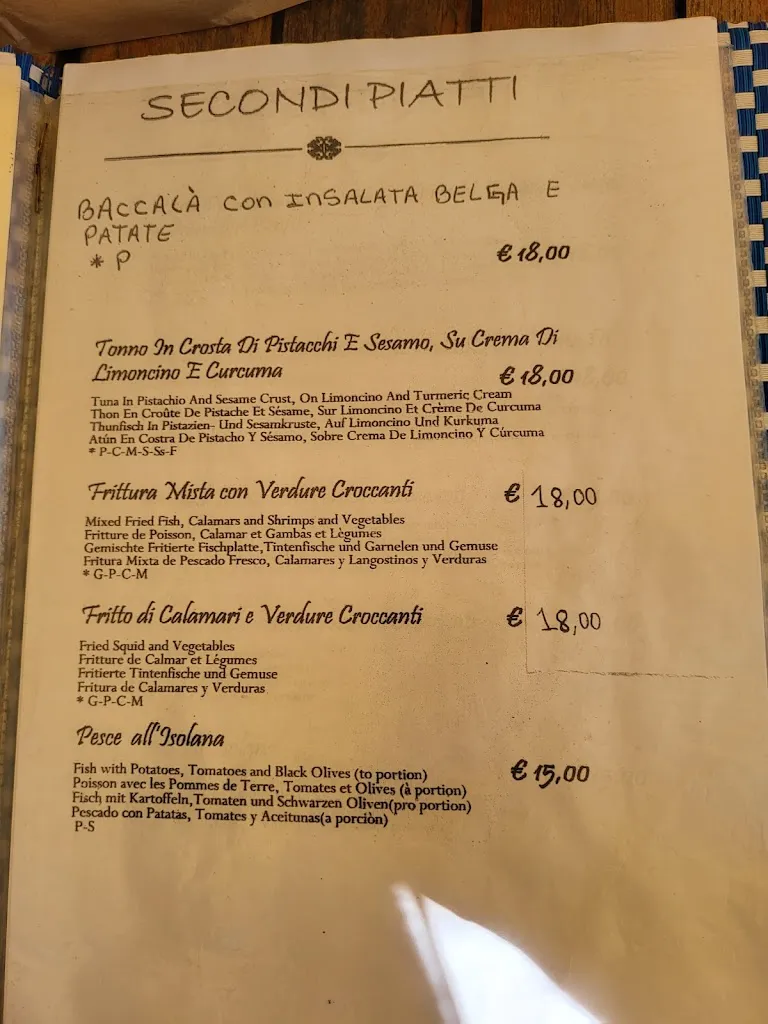 SECONDI PIATTI
BACCALÀ con INSALATA BELGA E
PATATE
* P
€ 18,00
Tonno In Crosta Di Pistacchi E Sesamo, Su Crema Di
Limoncino E Curcuma € 18,00
Tuna In Pistachio And Sesame Crust, On Limoncino And Turmeric Cream
Thon En Croûte De Pistache Et Sésame, Sur Limoncino Et Crème De Curcuma
Thunfisch In Pistazien- Und Sesamkruste, Auf Limoncino Und Kurkuma
Atún En Costra De Pistacho Y Sésamo, Sobre Crema De Limoncino Y Cúrcuma
* P-C-M-S-Ss-F
Frittura Mista con Verdure Croccanti € 18,00
Mixed Fried Fish, Calamars and Shrimps and Vegetables
Fritture de Poisson, Calamar et Gambas et Lègumes
Gemischte Fritierte Fischplatte,Tintenfische und Garnelen und Gemuse
Fritura Mixta de Pescado Fresco, Calamares y Langostinos y Verduras
* G-P-C-M
Fritto di Calamari e Verdure Croccanti € 18,00
Fried Squid and Vegetables
Fritture de Calmar et Légumes
Fritierte Tintenfische und Gemuse
Fritura de Calamares y Verduras
* G-P-C-M
Pesce all'Isolana
Fish with Potatoes, Tomatoes and Black Olives (to portion) € 15,00
Poisson avec les Pommes de Terre, Tomates et Olives (à portion)
Fisch mit Kartoffeln,Tomaten und Schwarzen Oliven(pro portion)
Pescado con Patatas, Tomates y Aceitunas(a porciòn)
P-S